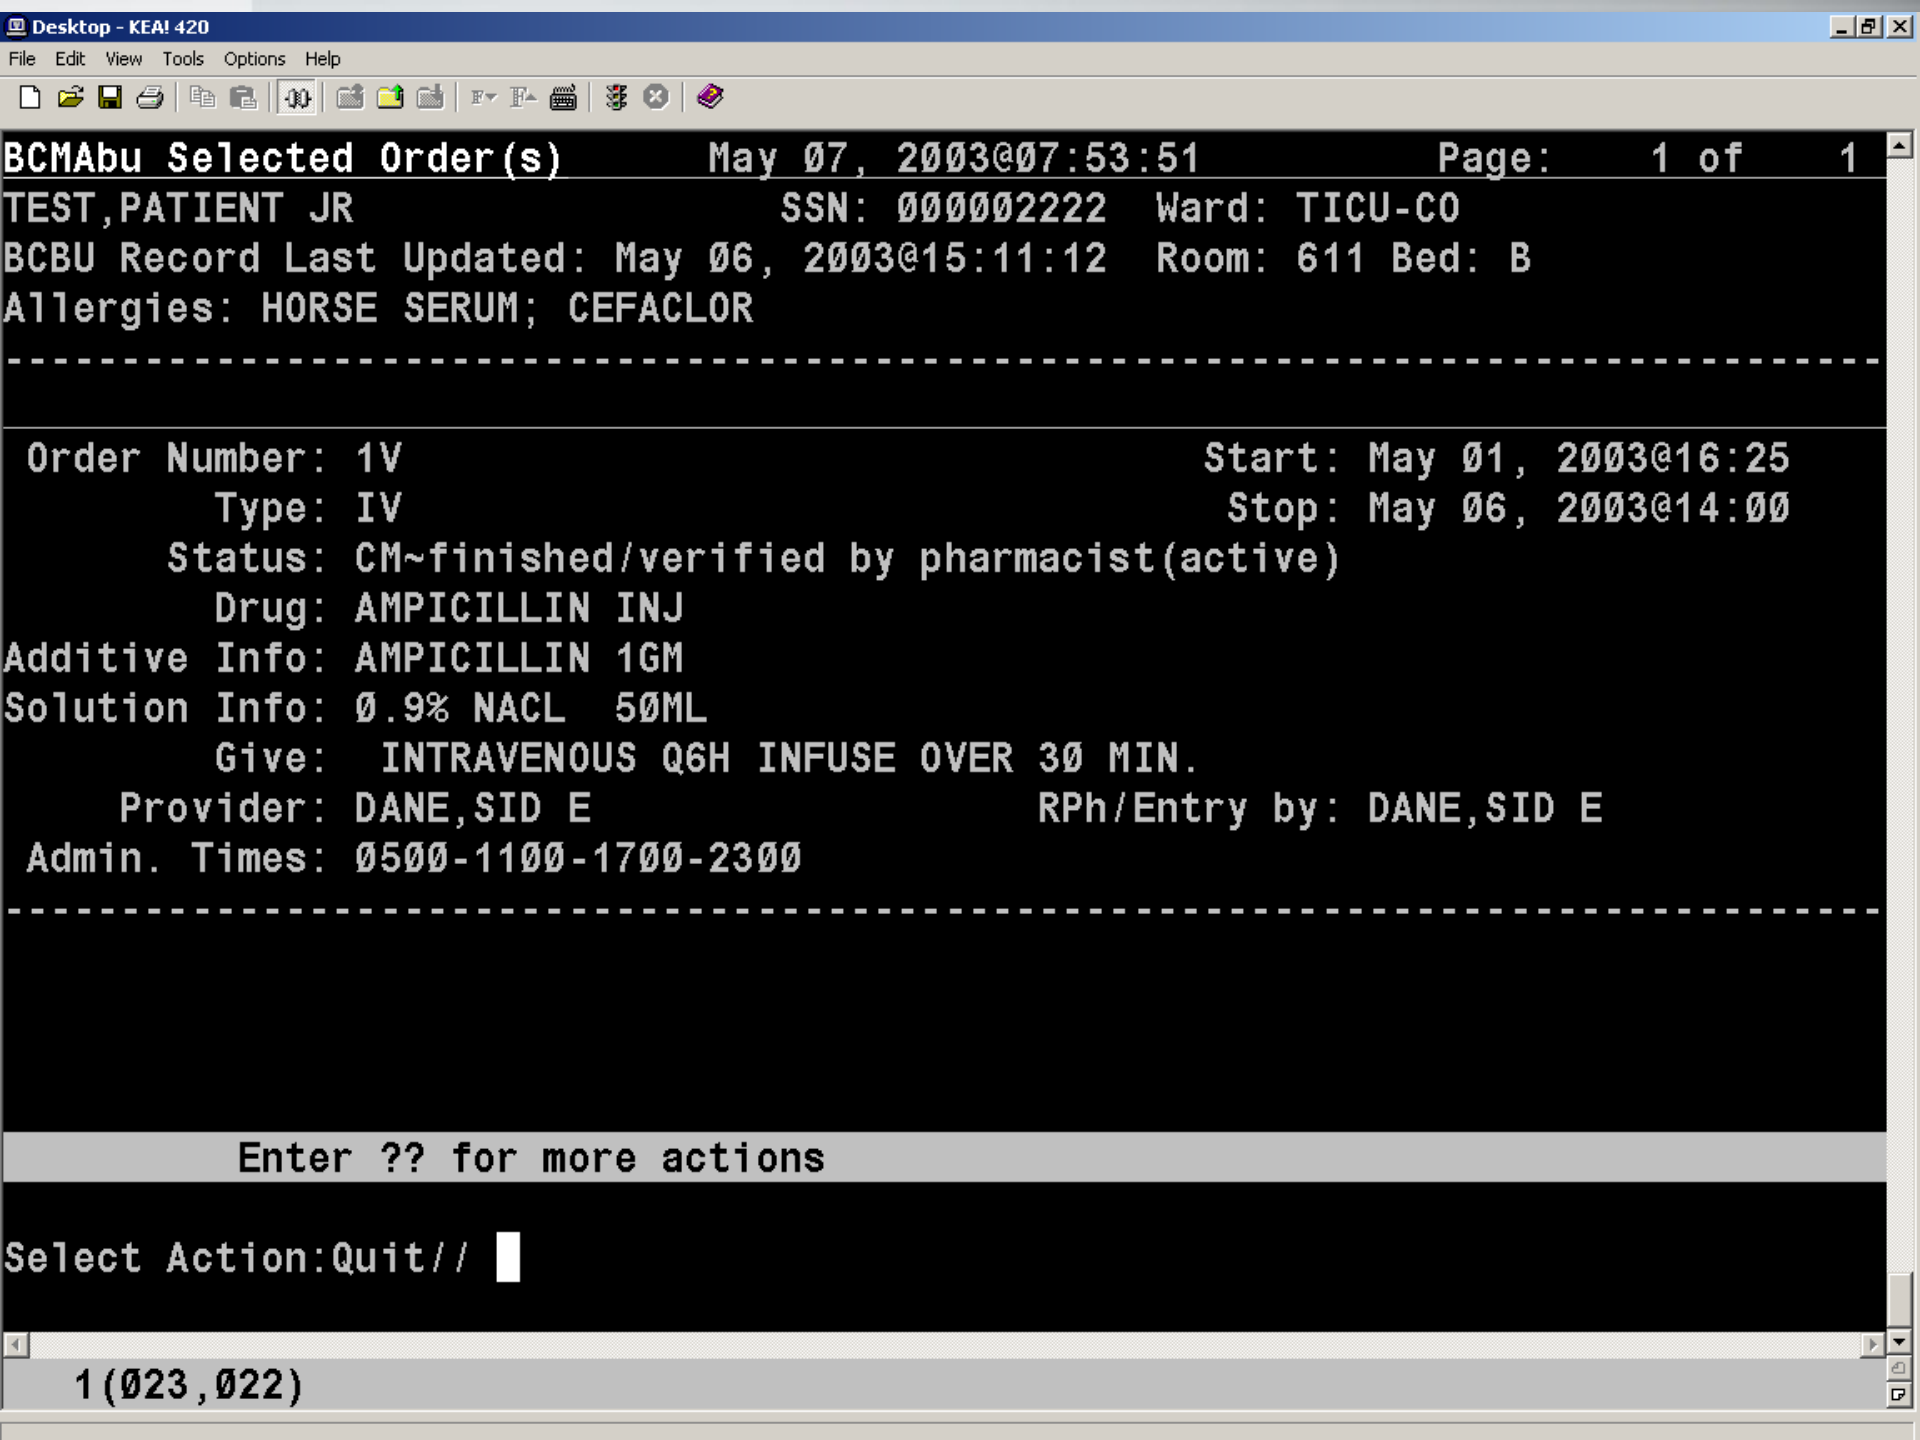 Desktop - KEA! 420
File Edit View Tools Options Help
BCMAbu Selected Order(s) May 07, 2003@07:53:51 Page: 1 of 1
TEST,PATIENT JR SSN: 000002222 Ward: TICU-CO
BCBU Record Last Updated: May 06, 2003@15:11:12 Room: 611 Bed: B
Allergies: HORSE SERUM; CEFACLOR
--------------------------------------------------------------------------------
Order Number: 1V Start: May 01, 2003@16:25
Type: IV Stop: May 06, 2003@14:00
Status: CM~finished/verified by pharmacist(active)
Drug: AMPICILLIN INJ
Additive Info: AMPICILLIN 1GM
Solution Info: 0.9% NACL 50ML
Give: INTRAVENOUS Q6H INFUSE OVER 30 MIN.
Provider: DANE,SID E RPh/Entry by: DANE,SID E
Admin. Times: 0500-1100-1700-2300
--------------------------------------------------------------------------------
Enter ?? for more actions
Select Action:Quit//
1(023,022)